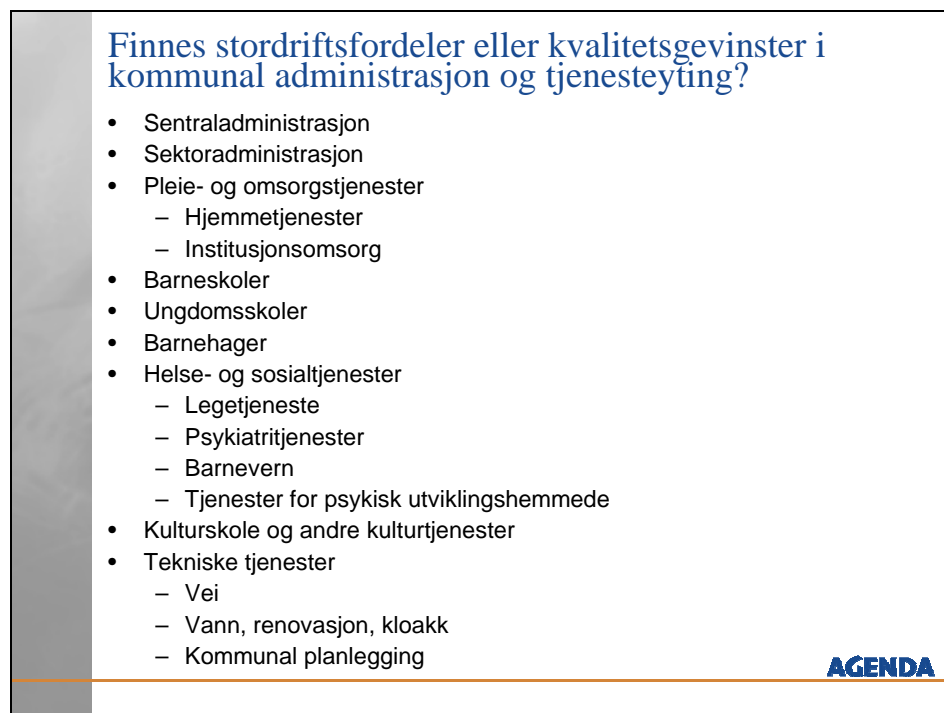 Finnes stordriftsfordeler eller kvalitetsgevinster i
kommunal administrasjon og tjenesteyting?
• Sentraladministrasjon
• Sektoradministrasjon
• Pleie- og omsorgstjenester
– Hjemmetjenester
– Institusjonsomsorg
• Barneskoler
• Ungdomsskoler
• Barnehager
• Helse- og sosialtjenester
– Legetjeneste
– Psykiatritjenester
– Barnevern
– Tjenester for psykisk utviklingshemmede
• Kulturskole og andre kulturtjenester
• Tekniske tjenester
– Vei
– Vann, renovasjon, kloakk
– Kommunal planlegging
AGENDA